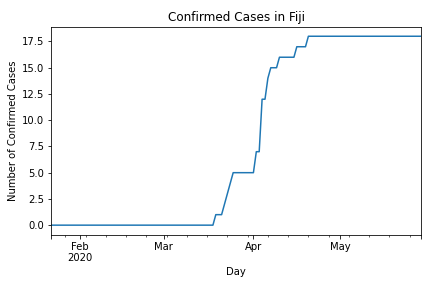 Confirmed Cases in Fiji
Number of Confirmed Cases
17.5
15.0
12.5
10.0
7.5
5.0
2.5
0.0
Feb
2020
Mar
Apr
May
Day